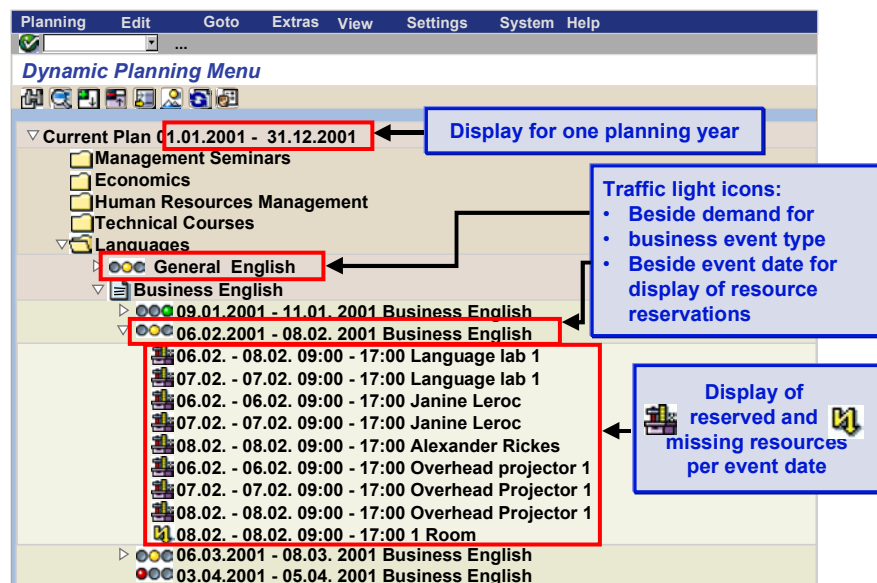 Planning Edit Goto Extras View Settings System Help
...
Dynamic Planning Menu
Current Plan 01.01.2001 - 31.12.2001
Display for one planning year
Management Seminars
Economics
Human Resources Management
Technical Courses
Languages
General English
Business English
Traffic light icons:
• Beside demand for
• business event type
• Beside event date for
display of resource
reservations
09.01.2001 - 11.01. 2001 Business English
06.02.2001 - 08.02. 2001 Business English
06.02. - 08.02. 09:00 - 17:00 Language lab 1
07.02. - 07.02. 09:00 - 17:00 Language lab 1
06.02. - 06.02. 09:00 - 17:00 Janine Leroc
07.02. - 07.02. 09:00 - 17:00 Janine Leroc
08.02. - 08.02. 09:00 - 17:00 Alexander Rickes
06.02. - 06.02. 09:00 - 17:00 Overhead projector 1
07.02. - 07.02. 09:00 - 17:00 Overhead Projector 1
08.02. - 08.02. 09:00 - 17:00 Overhead Projector 1
08.02. - 08.02. 09:00 - 17:00 1 Room
Display of
reserved and
missing resources
per event date
06.03.2001 - 08.03. 2001 Business English
03.04.2001 - 05.04. 2001 Business English